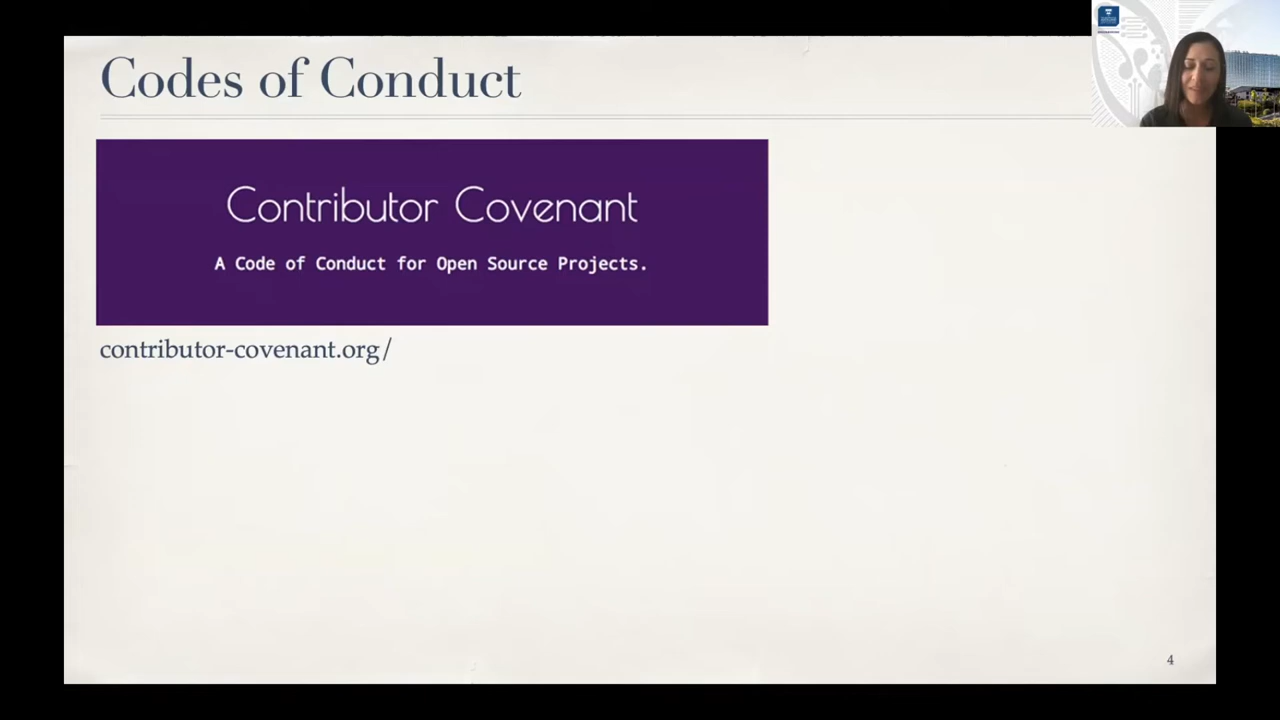 Codes of Conduct
Contributor Covenant
A Code of Conduct for Open Source Projects.
contributor-covenant.org/
4